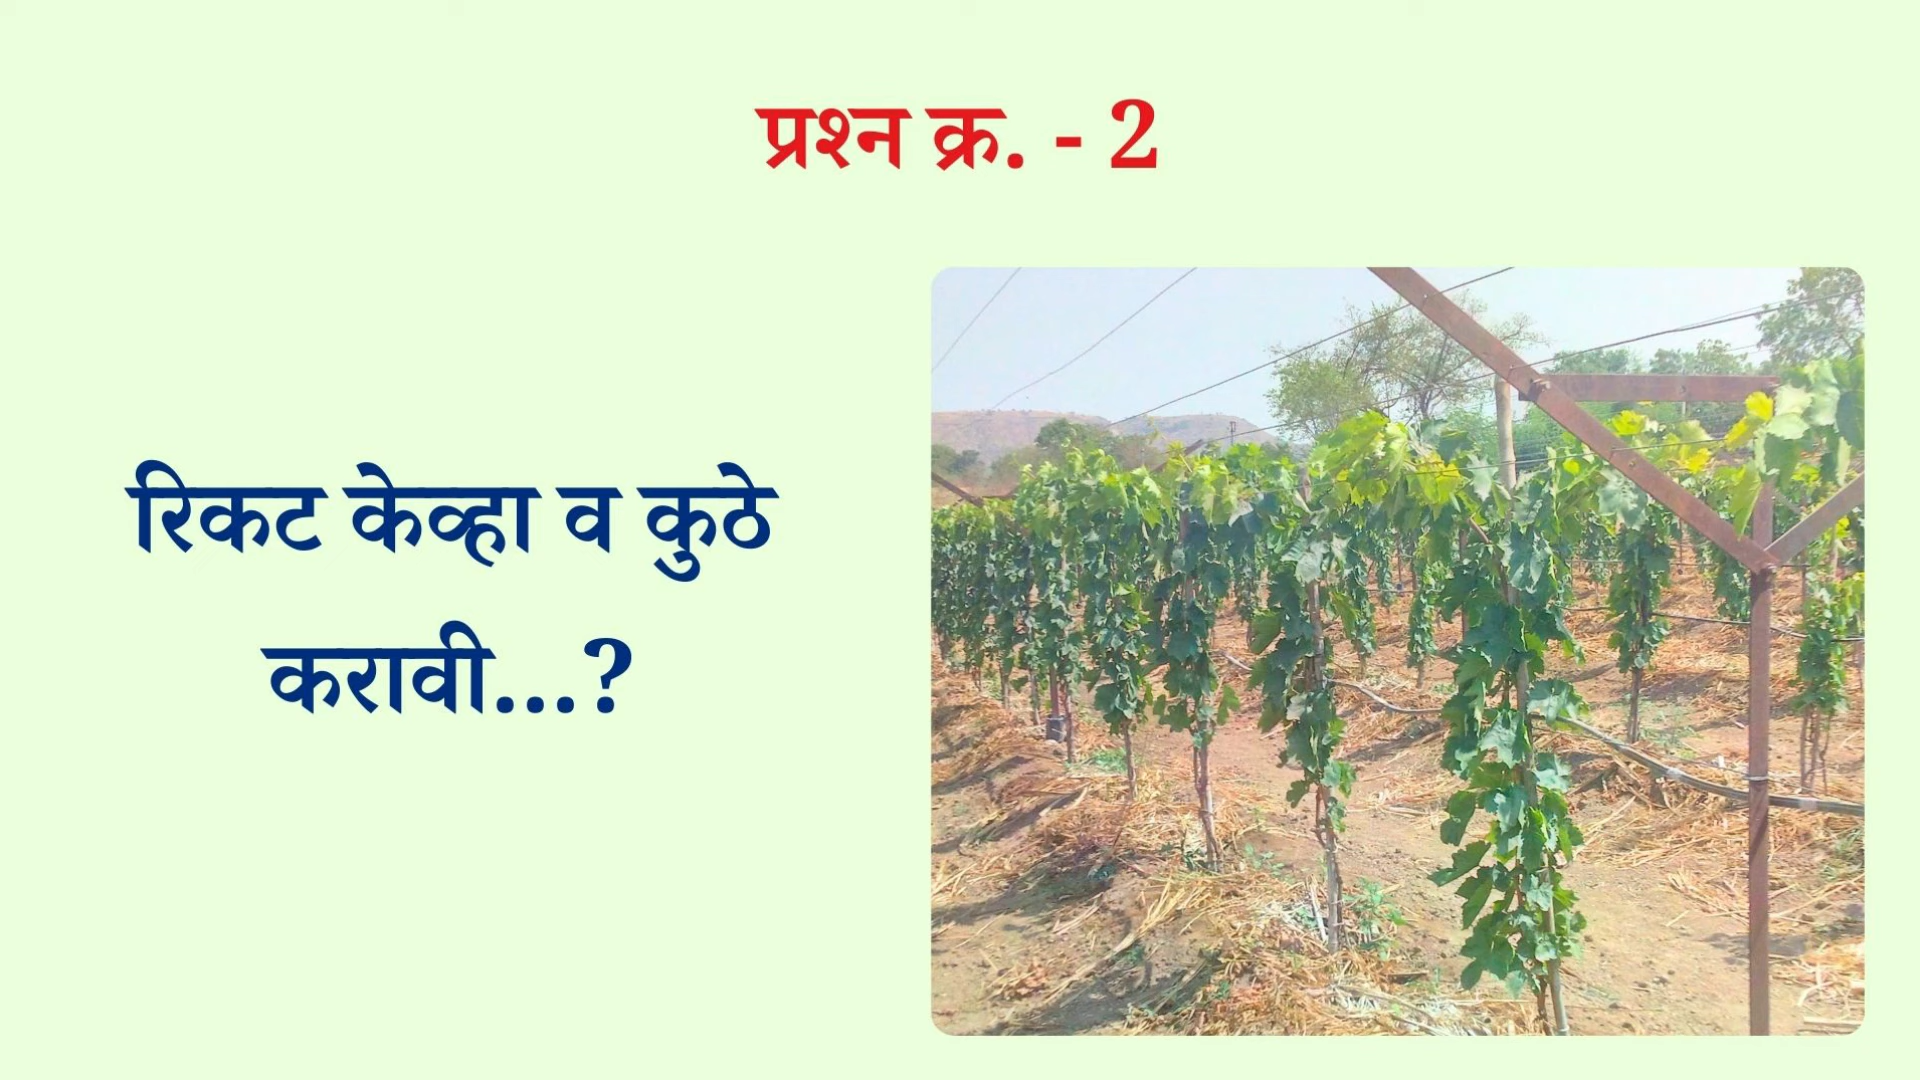 प्रश्न क्र. - 2
रिकट केव्हा व कुठे
करावी...?